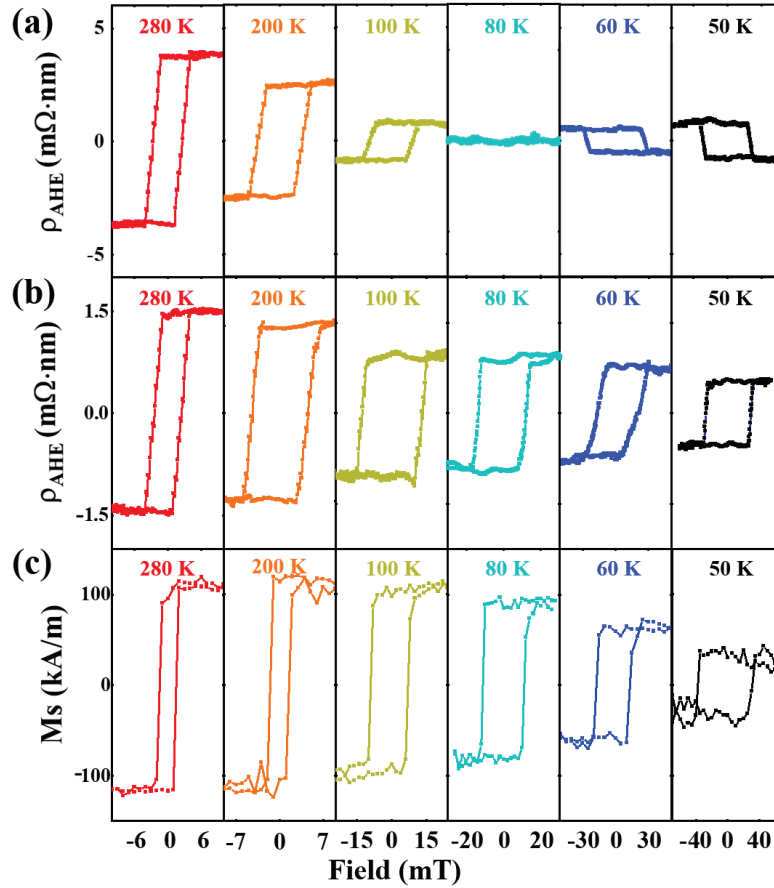 (a)
280 K 200 K 100 K 80 K 60 K 50 K
5
0
-5
ρAHE (mΩ·nm)
(b)
280 K 200 K 100 K 80 K 60 K 50 K
1.5
0.0
-1.5
ρAHE (mΩ·nm)
(c)
280 K 200 K 100 K 80 K 60 K 50 K
100
0
-100
Ms (kA/m)
-6 0 6 -7 0 7 -15 0 15 -20 0 20 -30 0 30 -40 0 40
Field (mT)